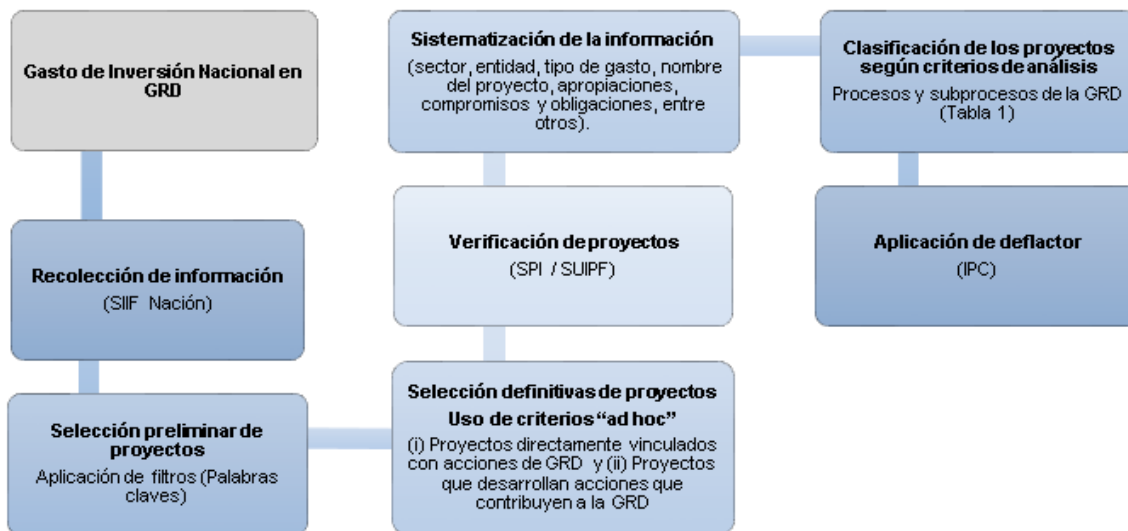 Gasto de Inversión Nacional en
GRD
Recolección de información
(SIIF Nación)
Selección preliminar de
proyectos
Aplicación de filtros (Palabras
claves)
Selección definitivas de proyectos
Uso de criterios “ad hoc”
(i) Proyectos directamente vinculados
con acciones de GRD y (ii) Proyectos
que desarrollan acciones que
contribuyen a la GRD
Verificación de proyectos
(SPI / SUIPF)
Sistematización de la información
(sector, entidad, tipo de gasto, nombre
del proyecto, apropiaciones,
compromisos y obligaciones, entre
otros).
Clasificación de los proyectos
según criterios de análisis
Procesos y subprocesos de la GRD
(Tabla 1)
Aplicación de deflactor
(IPC)